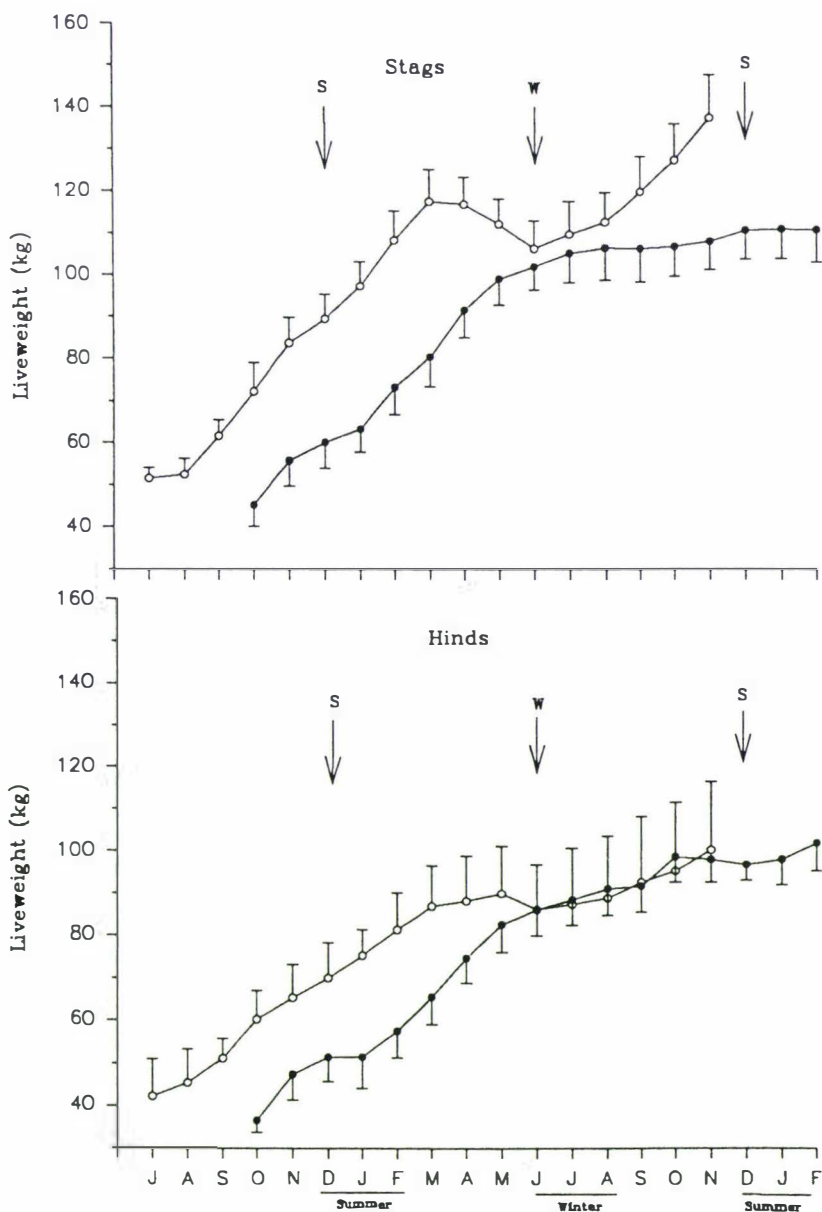 160
140
120
100
80
60
40
Liveweight (kg)
Stags
S
W
S
160
140
120
100
80
60
40
Liveweight (kg)
Hinds
S
W
S
J A S O N D J F M A M J J A S O N D J F
Summer Winter Summer